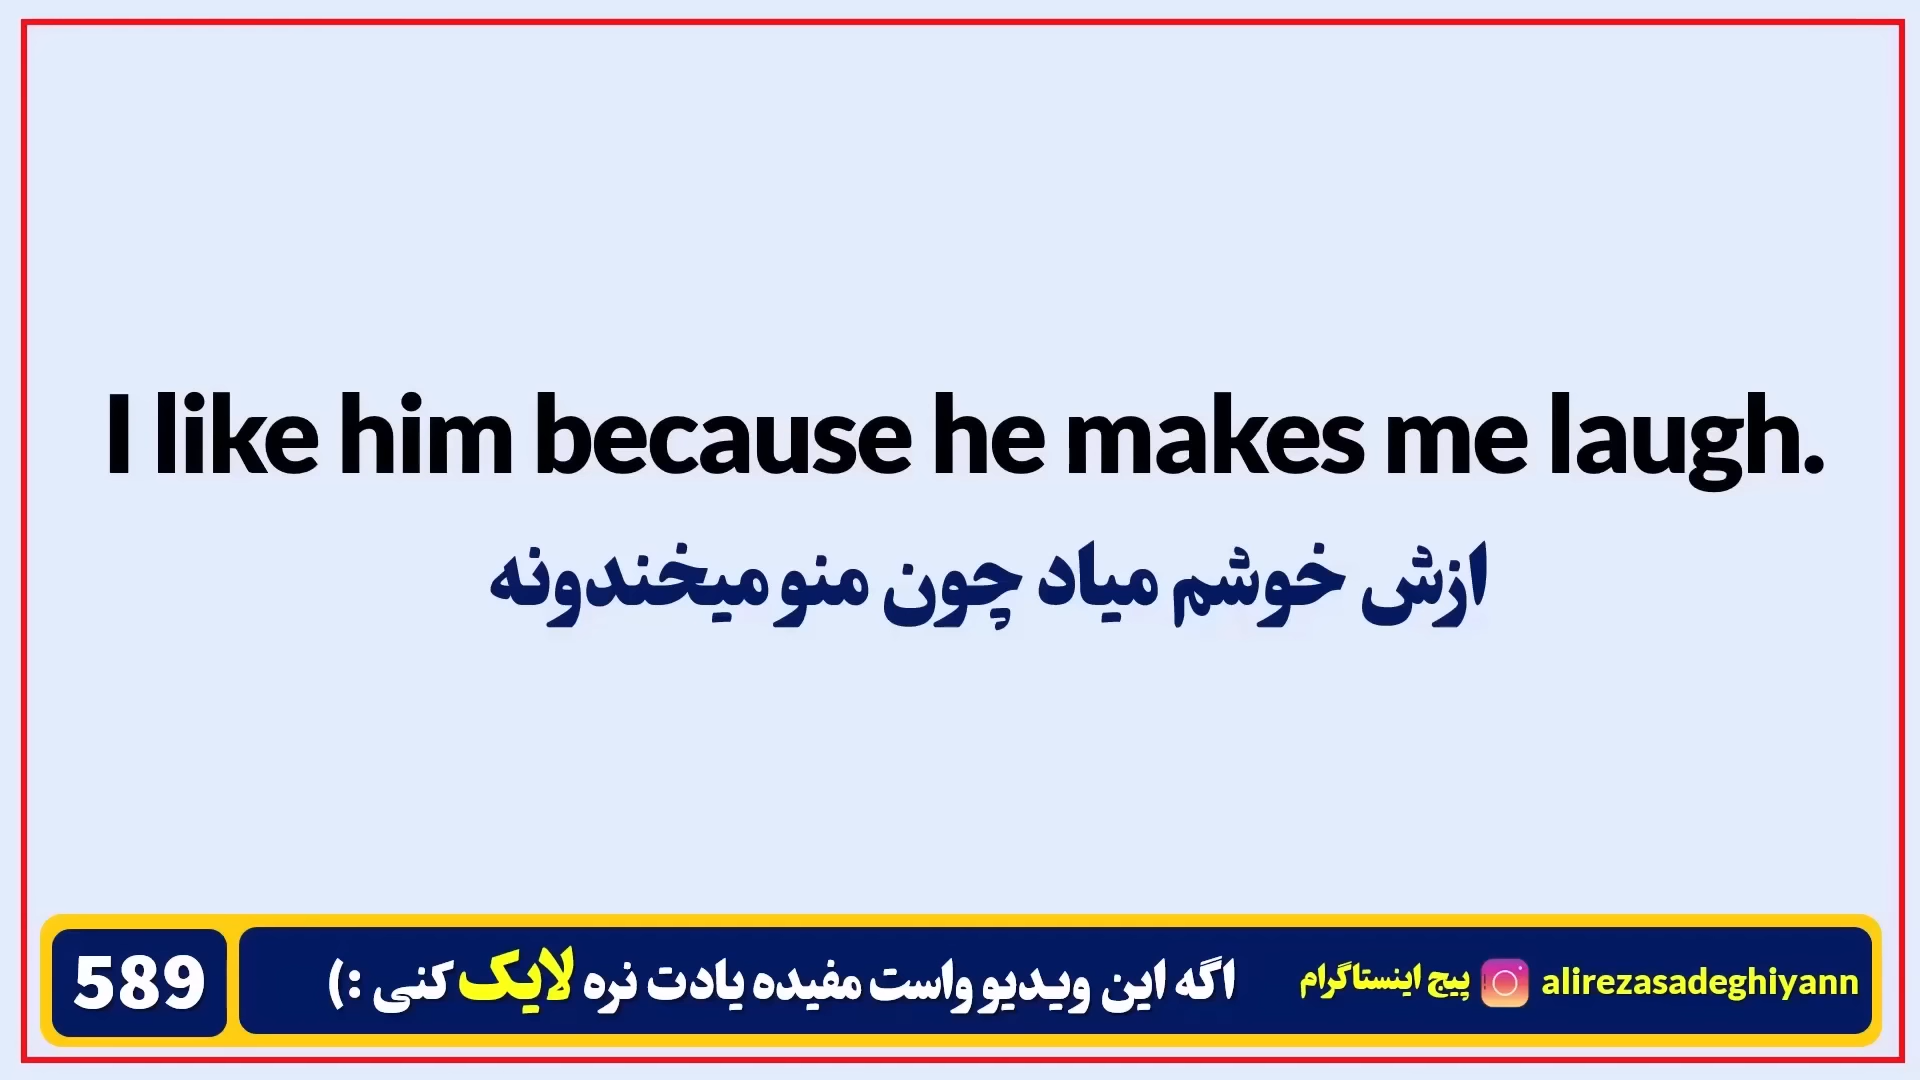 I like him because he makes me laugh.
ازش خوشم میاد چون منو میخندونه
589
اگه این ویدیو واست مفیده یادت نره لایک کنی :)
پیج اینستاگرام
alirezasadeghiyann